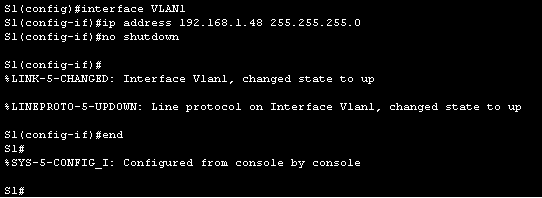 S1(config)#interface VLAN1
S1(config-if)#ip address 192.168.1.48 255.255.255.0
S1(config-if)#no shutdown
S1(config-if)#
%LINK-5-CHANGED: Interface Vlan1, changed state to up
%LINEPROTO-5-UPDOWN: Line protocol on Interface Vlan1, changed state to up
S1(config-if)#end
S1#
%SYS-5-CONFIG_I: Configured from console by console
S1#